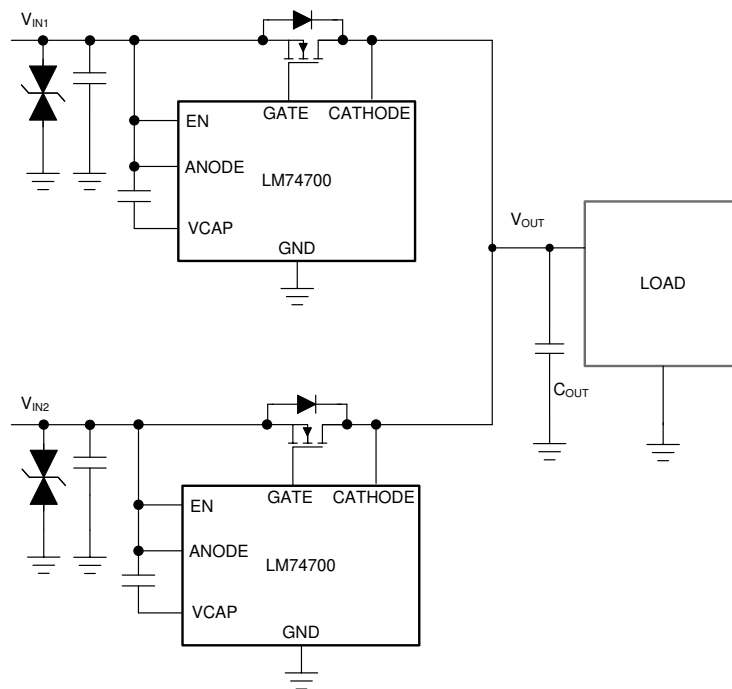 VIN1
GATE CATHODE
EN
ANODE
LM74700
VCAP
GND
VOUT
LOAD
COUT
VIN2
GATE CATHODE
EN
ANODE
LM74700
VCAP
GND